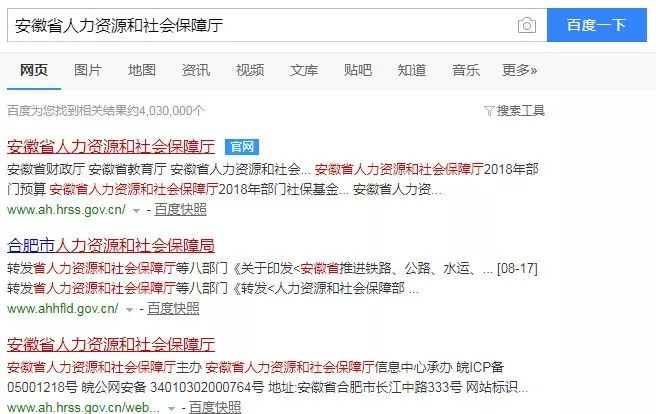 安徽省人力资源和社会保障厅 百度一下
网页 图片 地图 资讯 视频 文库 贴吧 知道 音乐 更多»
百度为您找到相关结果约4,030,000个 搜索工具
安徽省人力资源和社会保障厅 官网
安徽省财政厅 安徽省教育厅 安徽省人力资源和社会... 安徽省人力资源和社会保障厅2018年部
门预算 安徽省人力资源和社会保障厅2018年部门社保基金... 安徽省人力资...
www.ah.hrss.gov.cn/ - 百度快照
合肥市人力资源和社会保障局
转发省人力资源和社会保障厅等八部门《关于印发<安徽省推进铁路、公路、水运、... [08-17]
转发省人力资源和社会保障厅等八部门《转发<人力资源和社会保障部 ...
www.ahhfld.gov.cn/ - 百度快照
安徽省人力资源和社会保障厅
安徽省人力资源和社会保障厅主办 安徽省人力资源和社会保障厅信息中心承办 皖ICP备
05001218号 皖公网安备 34010302000764号 地址:安徽省合肥市长江中路333号 网站标识...
www.ah.hrss.gov.cn/web... - 百度快照